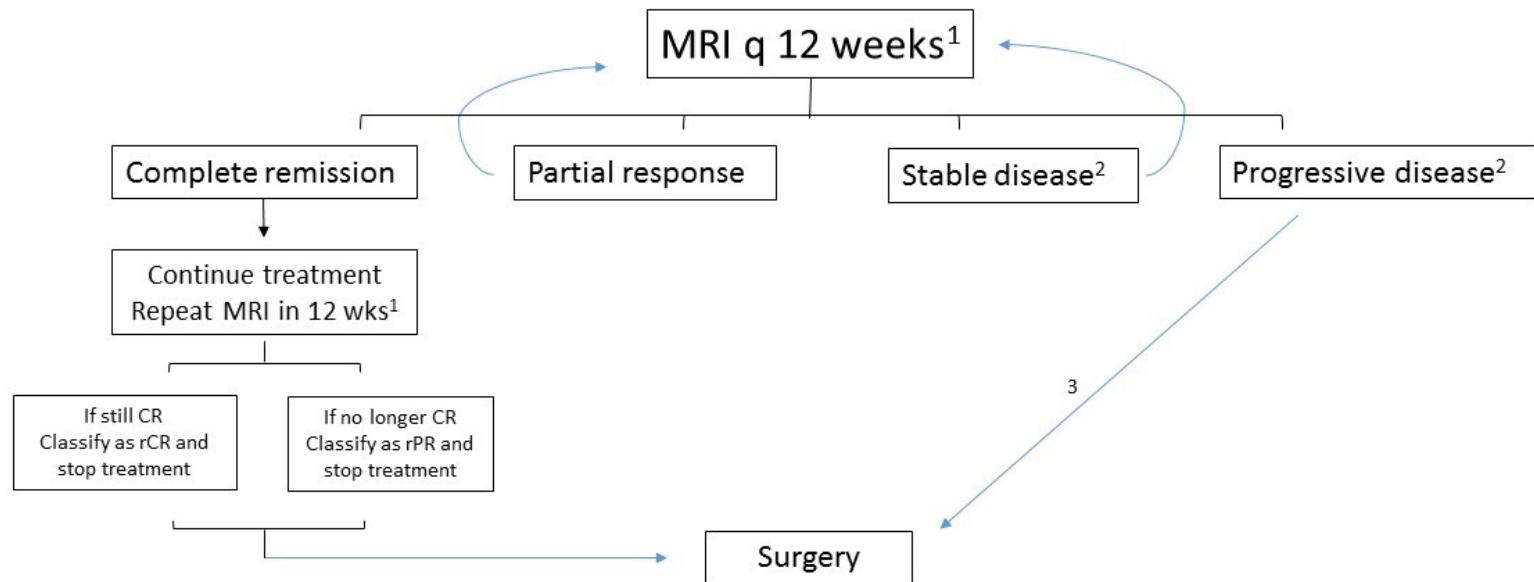 MRI q 12 weeks¹
Complete remission
Partial response
Stable disease²
Progressive disease²
Continue treatment
Repeat MRI in 12 wks¹
If still CR
Classify as rCR and
stop treatment
If no longer CR
Classify as rPR and
stop treatment
3
Surgery